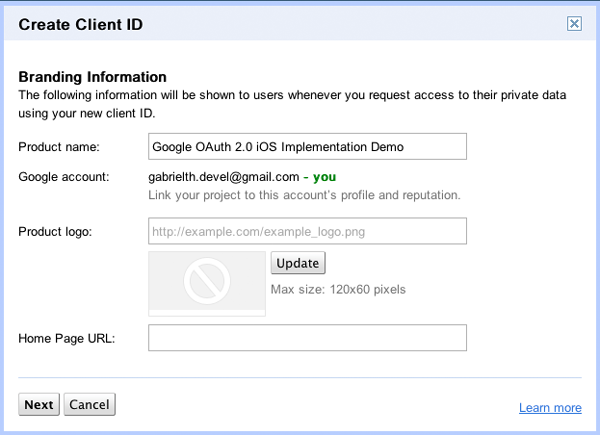 Create Client ID
Branding Information
The following information will be shown to users whenever you request access to their private data
using your new client ID.
Product name: Google OAuth 2.0 iOS Implementation Demo
Google account: gabrielth.devel@gmail.com - you
Link your project to this account's profile and reputation.
Product logo: http://example.com/example_logo.png
Update
Max size: 120x60 pixels
Home Page URL:
Next Cancel Learn more